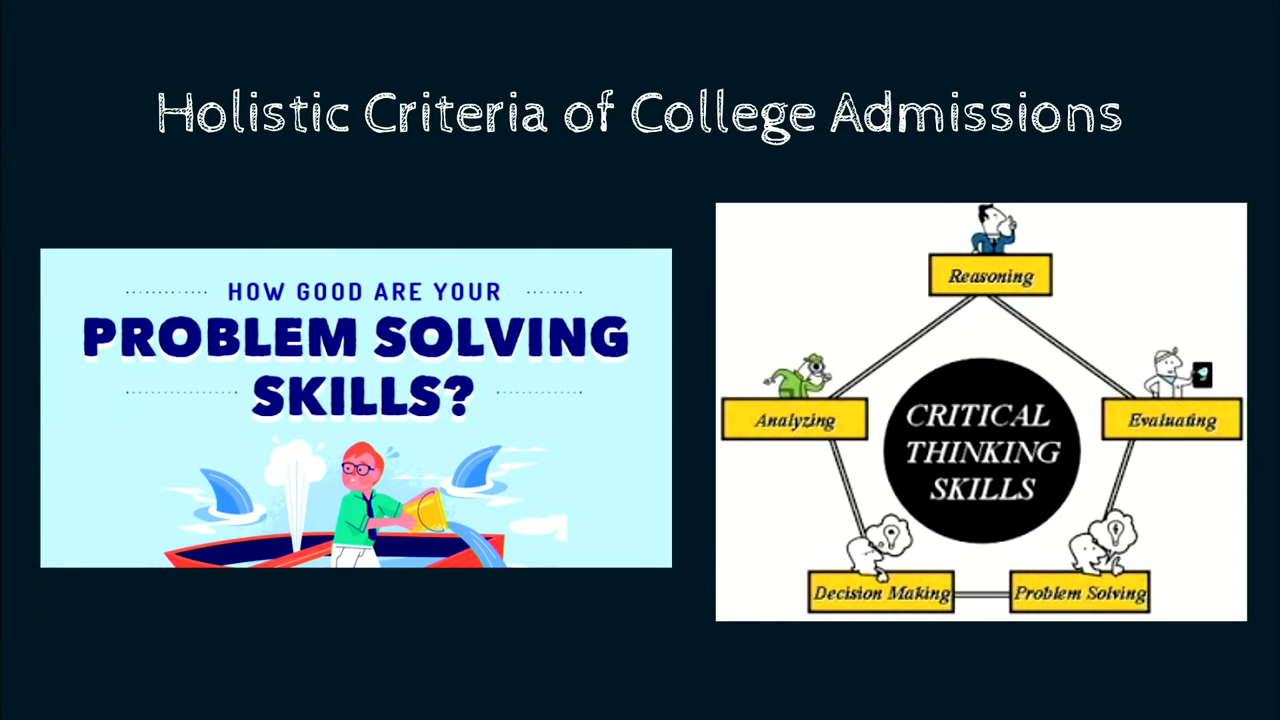 Holistic Criteria of College Admissions
HOW GOOD ARE YOUR
PROBLEM SOLVING
SKILLS?
Reasoning
Analyzing
Evaluating
CRITICAL
THINKING
SKILLS
Decision Making
Problem Solving